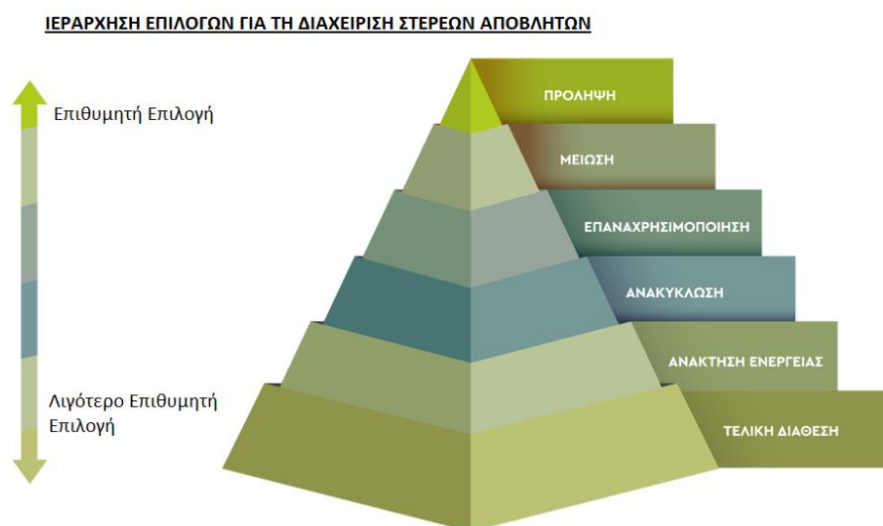 ΙΕΡΑΡΧΗΣΗ ΕΠΙΛΟΓΩΝ ΓΙΑ ΤΗ ΔΙΑΧΕΙΡΙΣΗ ΣΤΕΡΕΩΝ ΑΠΟΒΛΗΤΩΝ
Επιθυμητή Επιλογή
ΠΡΟΛΗΨΗ
ΜΕΙΩΣΗ
ΕΠΑΝΑΧΡΗΣΙΜΟΠΟΙΗΣΗ
ΑΝΑΚΥΚΛΩΣΗ
ΑΝΑΚΤΗΣΗ ΕΝΕΡΓΕΙΑΣ
Λιγότερο Επιθυμητή
Επιλογή
ΤΕΛΙΚΗ ΔΙΑΘΕΣΗ